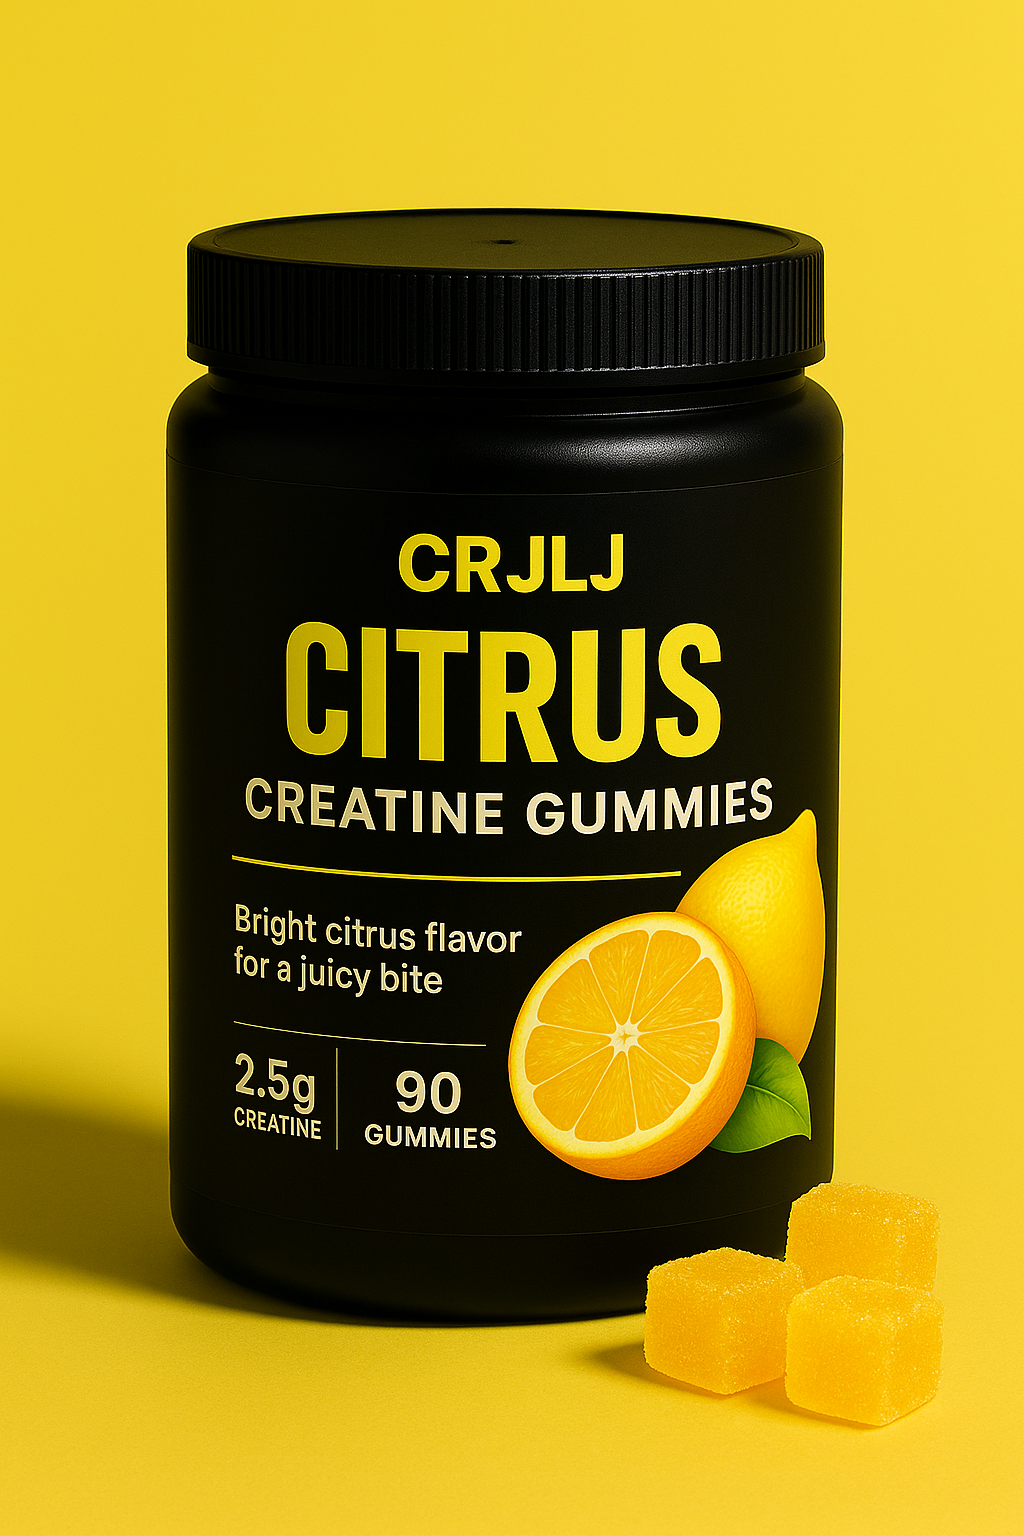 CRJLJ
CITRUS
CREATINE GUMMIES
Bright citrus flavor
for a juicy bite
2.5g
CREATINE
90
GUMMIES